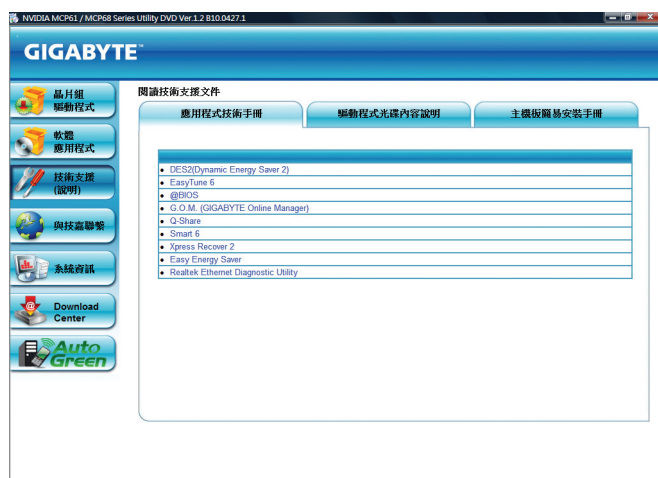 NVIDIA MCP61 / MCP68 Series Utility DVD Ver.1.2 B10.0427.1
GIGABYTE™
晶片組
驅動程式
軟體
應用程式
技術支援
(說明)
與技嘉聯繫
系統資訊
Download
Center
Auto
Green
閱讀技術支援文件
應用程式技術手冊
驅動程式光碟內容說明
主機板簡易安裝手冊
• DES2(Dynamic Energy Saver 2)
• EasyTune 6
• @BIOS
• G.O.M. (GIGABYTE Online Manager)
• Q-Share
• Smart 6
• Xpress Recover 2
• Easy Energy Saver
• Realtek Ethernet Diagnostic Utility